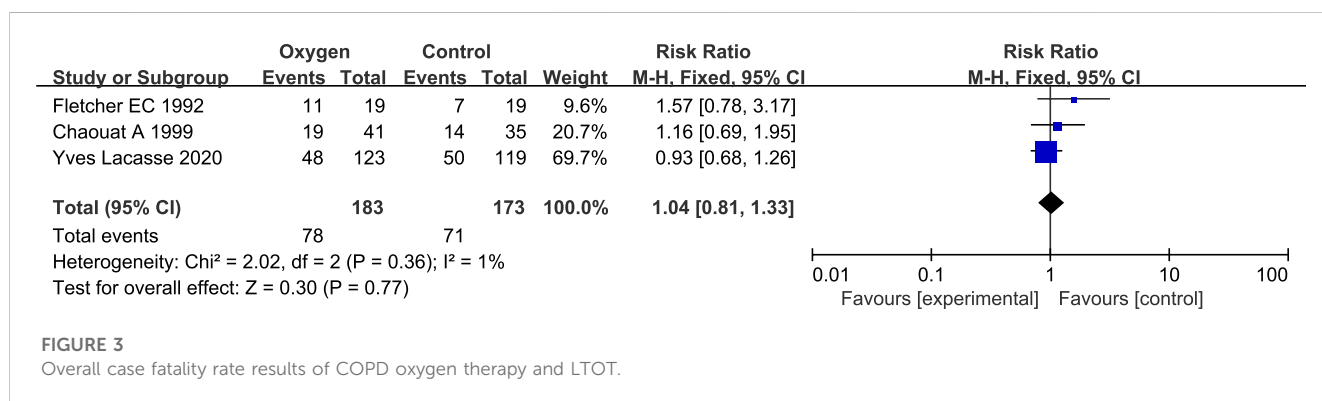 Oxygen Control Risk Ratio Risk Ratio
Study or Subgroup Events Total Events Total Weight M-H, Fixed, 95% CI M-H, Fixed, 95% CI
Fletcher EC 1992 11 19 7 19 9.6% 1.57 [0.78, 3.17]
Chaouat A 1999 19 41 14 35 20.7% 1.16 [0.69, 1.95]
Yves Lacasse 2020 48 123 50 119 69.7% 0.93 [0.68, 1.26]
Total (95% CI) 183 173 100.0% 1.04 [0.81, 1.33]
Total events 78 71
Heterogeneity: Chi² = 2.02, df = 2 (P = 0.36); I² = 1%
Test for overall effect: Z = 0.30 (P = 0.77)
0.01 0.1 1 10 100
Favours [experimental] Favours [control]
FIGURE 3
Overall case fatality rate results of COPD oxygen therapy and LTOT.